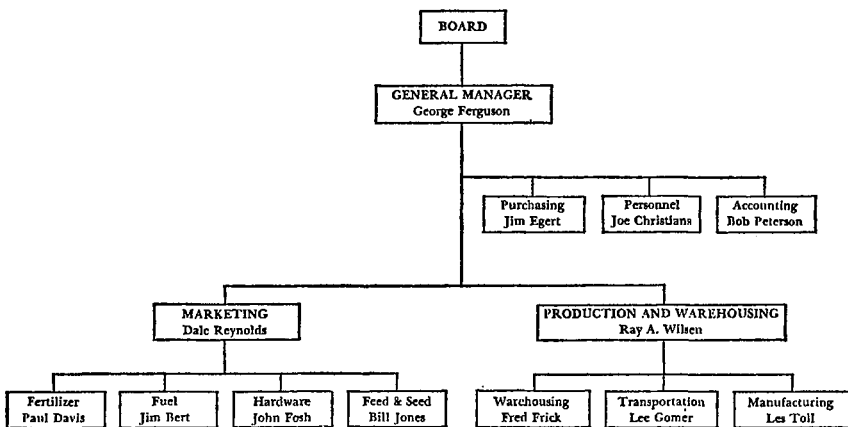 BOARD
GENERAL MANAGER
George Ferguson
Purchasing
Jim Egert
Personnel
Joe Christians
Accounting
Bob Peterson
MARKETING
Dale Reynolds
PRODUCTION AND WAREHOUSING
Ray A. Wilsen
Fertilizer
Paul Davis
Fuel
Jim Bert
Hardware
John Fosh
Feed & Seed
Bill Jones
Warehousing
Fred Frick
Transportation
Lee Gomer
Manufacturing
Les Toll